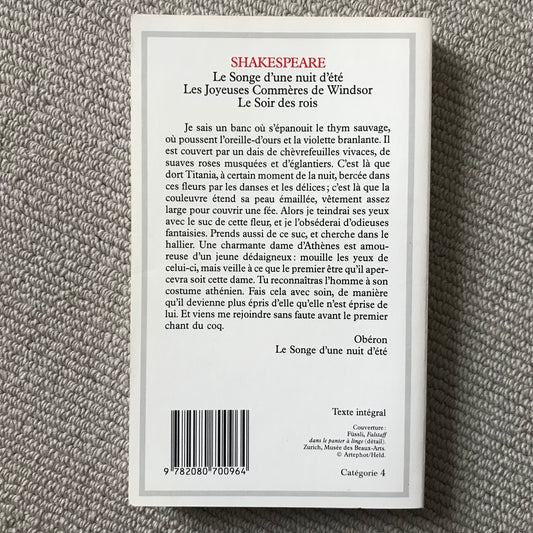 SHAKESPEARE
Le Songe d'une nuit d'été
Les Joyeuses Commères de Windsor
Le Soir des rois
Je sais un banc où s'épanouit le thym sauvage,
où poussent l'oreille-d'ours et la violette branlante. Il
est couvert par un dais de chèvrefeuilles vivaces, de
suaves roses musquées et d'églantiers. C'est là que
dort Titania, à certain moment de la nuit, bercée dans
ces fleurs par les danses et les délices ; c'est là que la
couleuvre étend sa peau émaillée, vêtement assez
large pour couvrir une fée. Alors je teindrai ses yeux
avec le suc de cette fleur, et je l'obséderai d'odieuses
fantaisies. Prends aussi de ce suc, et cherche dans le
hallier. Une charmante dame d'Athènes est amou-
reuse d'un jeune dédaigneux : mouille les yeux de
celui-ci, mais veille à ce que le premier être qu'il aper-
cevra soit cette dame. Tu reconnaîtras l'homme à son
costume athénien. Fais cela avec soin, de manière
qu'il devienne plus épris d'elle qu'elle n'est éprise de
lui. Et viens me rejoindre sans faute avant le premier
chant du coq.
Obéron
Le Songe d'une nuit d'été
Texte intégral
Couverture :
Füssli, Falstaff
dans le panier à linge (détail).
Zurich, Musée des Beaux-Arts.
© Artephot/Held.
9 782080 700964
Catégorie 4